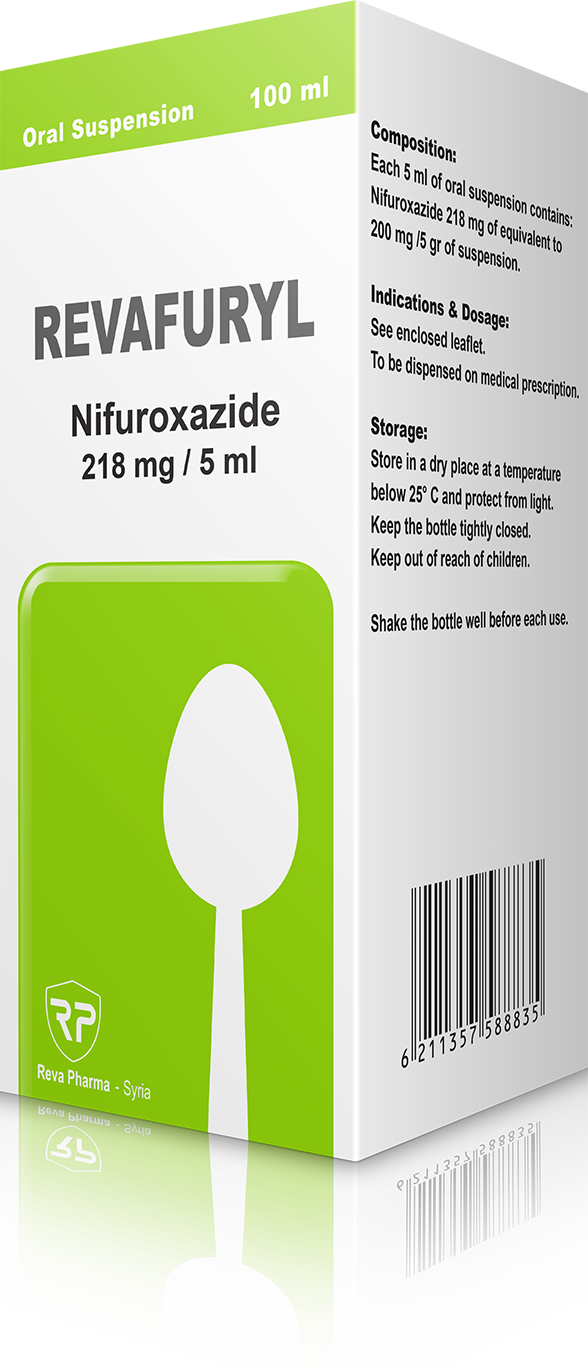 Oral Suspension 100 ml
REVAFURYL
Nifuroxazide
218 mg / 5 ml
RP
Reva Pharma - Syria
Composition:
Each 5 ml of oral suspension contains:
Nifuroxazide 218 mg of equivalent to
200 mg /5 gr of suspension.
Indications & Dosage:
See enclosed leaflet.
To be dispensed on medical prescription.
Storage:
Store in a dry place at a temperature
below 25° C and protect from light.
Keep the bottle tightly closed.
Keep out of reach of children.
Shake the bottle well before each use.
6 211357 588835